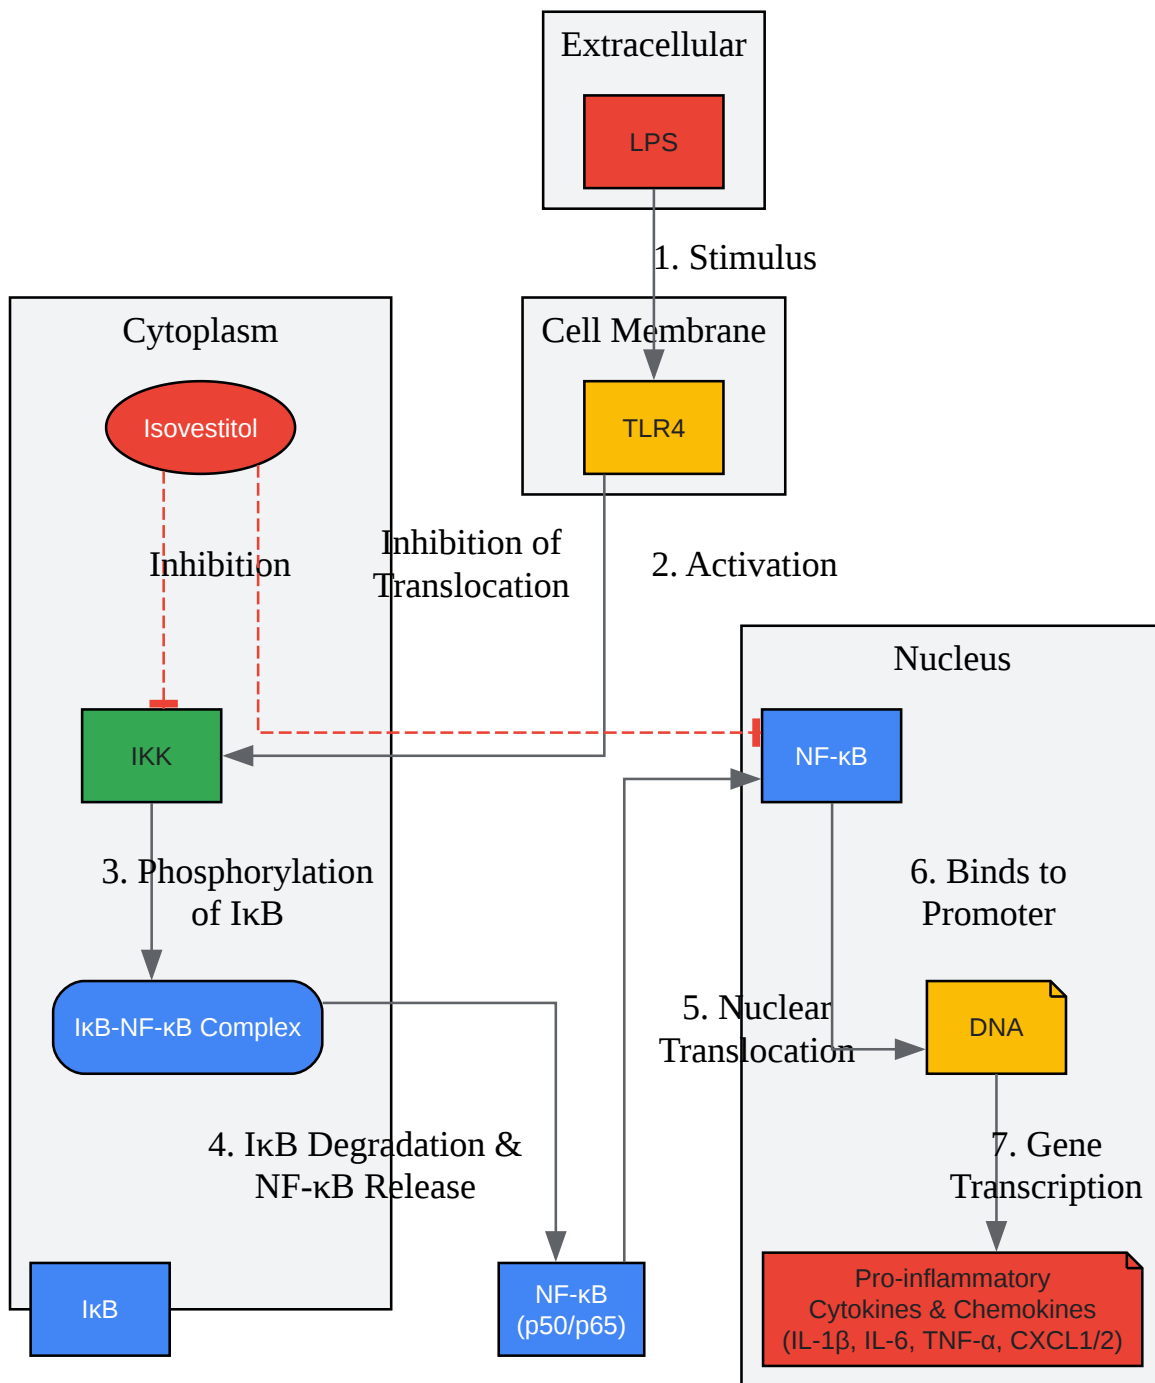 Extracellular
LPS
1. Stimulus
Cytoplasm
Cell Membrane
Isovestitol
TLR4
Inhibition
Inhibition of
Translocation
2. Activation
Nucleus
IKK
NF-κB
3. Phosphorylation
of IκB
6. Binds to
Promoter
IκB-NF-κB Complex
5. Nuclear
Translocation
DNA
4. IκB Degradation &
NF-κB Release
7. Gene
Transcription
IκB
NF-κB
(p50/p65)
Pro-inflammatory
Cytokines & Chemokines
(IL-1β, IL-6, TNF-α, CXCL1/2)